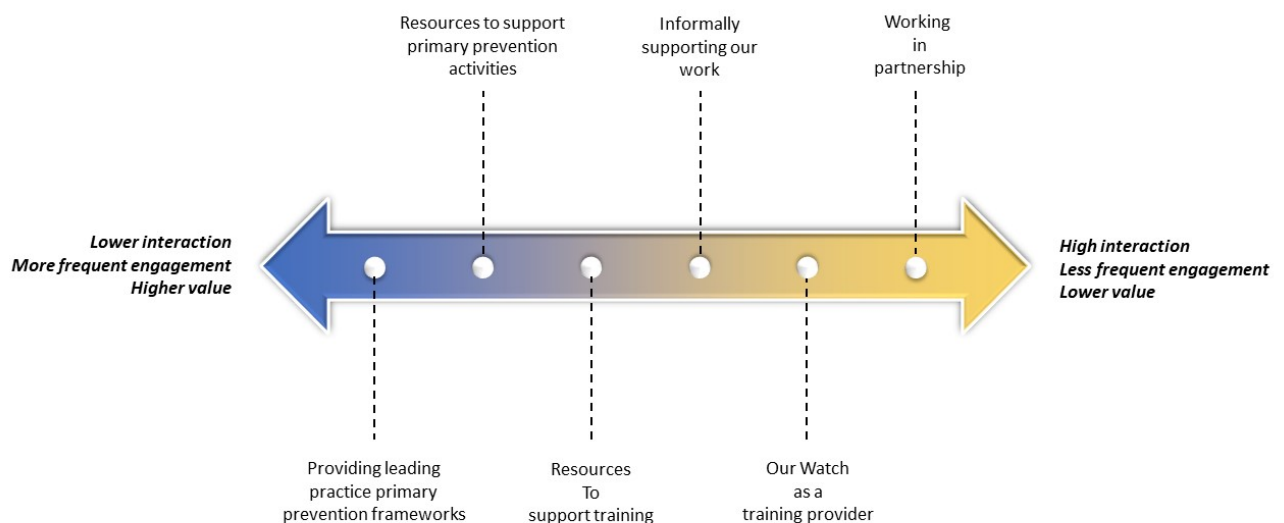 Resources to support
primary prevention
activities
Informally
supporting our
work
Working
in
partnership
Lower interaction
More frequent engagement
Higher value
High interaction
Less frequent engagement
Lower value
Providing leading
practice primary
prevention frameworks
Resources
To
support training
Our Watch
as a
training provider